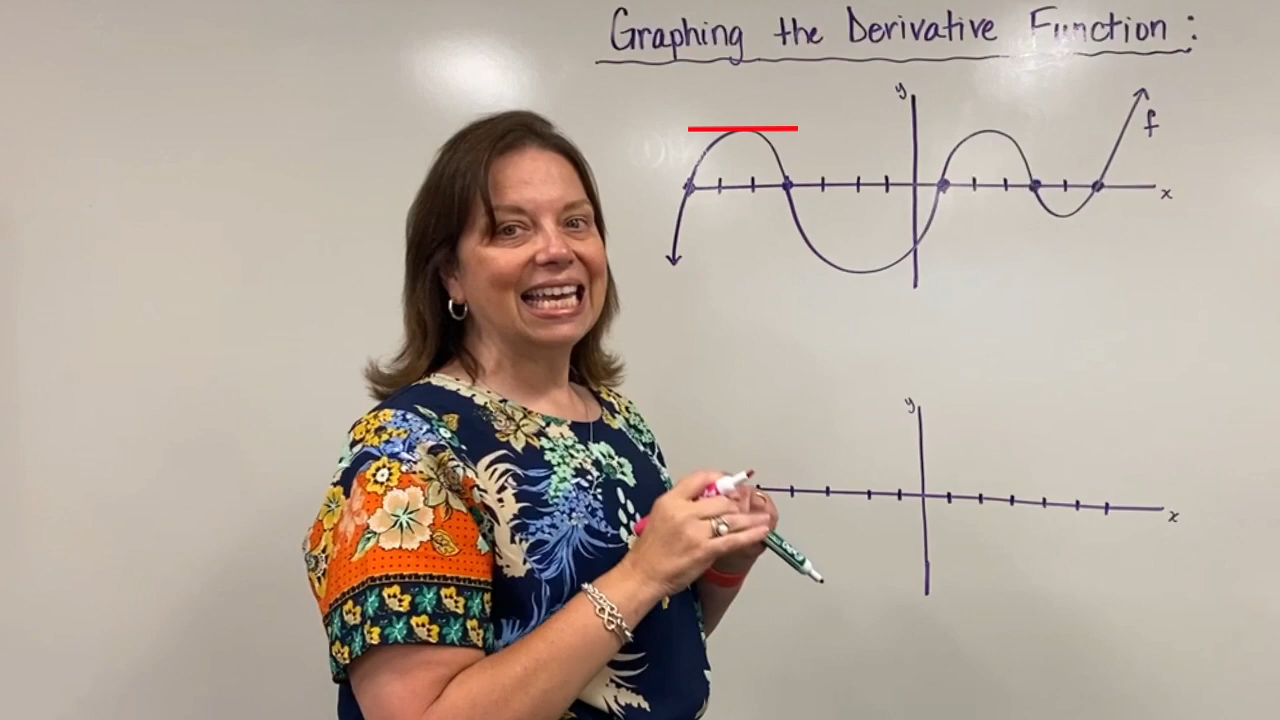 Graphing the Derivative Function :
y
f
x
y
x